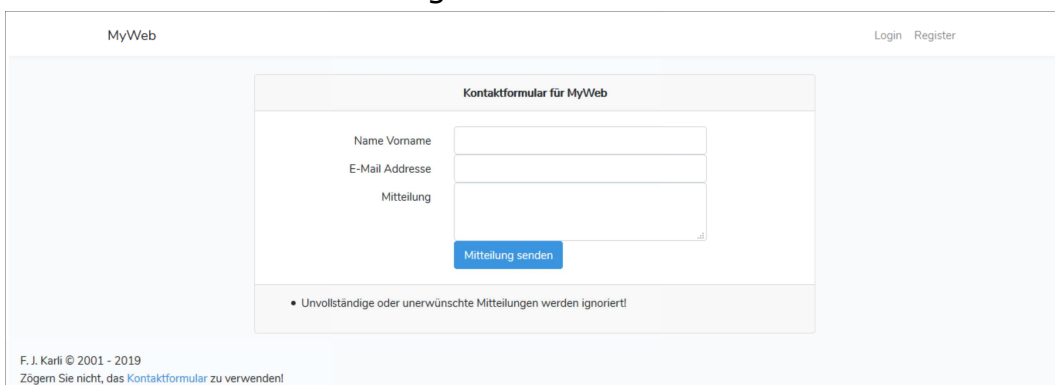 MyWeb Login Register
Kontaktformular für MyWeb
Name Vorname
E-Mail Addresse
Mitteilung
Mitteilung senden
• Unvollständige oder unerwünschte Mitteilungen werden ignoriert!
F. J. Karli © 2001 - 2019
Zögern Sie nicht, das Kontaktformular zu verwenden!